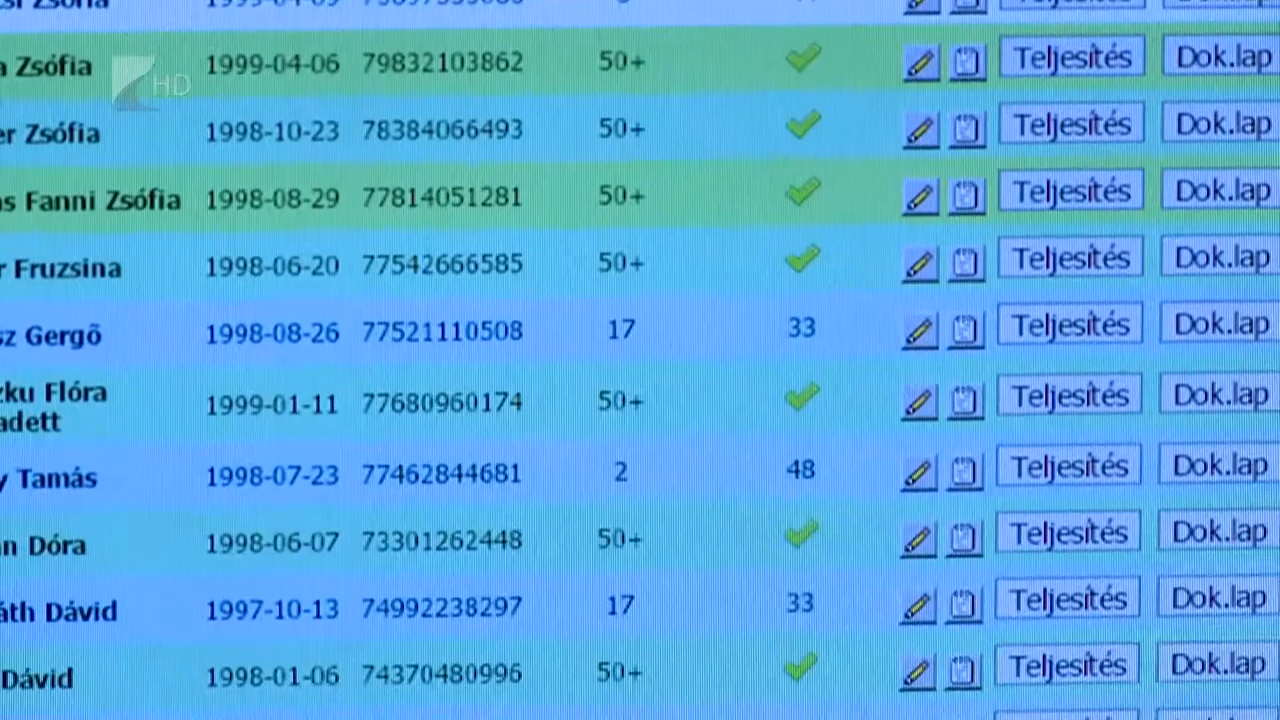 a Zsófia 1999-04-06 79832103862 50+ Teljesítés Dok.lap
HD
er Zsófia 1998-10-23 78384066493 50+ Teljesítés Dok.lap
as Fanni Zsófia 1998-08-29 77814051281 50+ Teljesítés Dok.lap
r Fruzsina 1998-06-20 77542666585 50+ Teljesítés Dok.lap
sz Gergő 1998-08-26 77521110508 17 33 Teljesítés Dok.lap
zku Flóra
adett 1999-01-11 77680960174 50+ Teljesítés Dok.lap
y Tamás 1998-07-23 77462844681 2 48 Teljesítés Dok.lap
n Dóra 1998-06-07 73301262448 50+ Teljesítés Dok.lap
áth Dávid 1997-10-13 74992238297 17 33 Teljesítés Dok.lap
Dávid 1998-01-06 74370480996 50+ Teljesítés Dok.lap